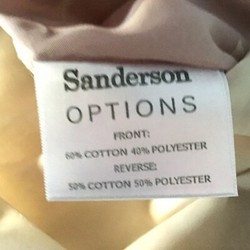 Sanderson
OPTIONS
FRONT:
60% COTTON 40% POLYESTER
REVERSE:
50% COTTON 50% POLYESTER